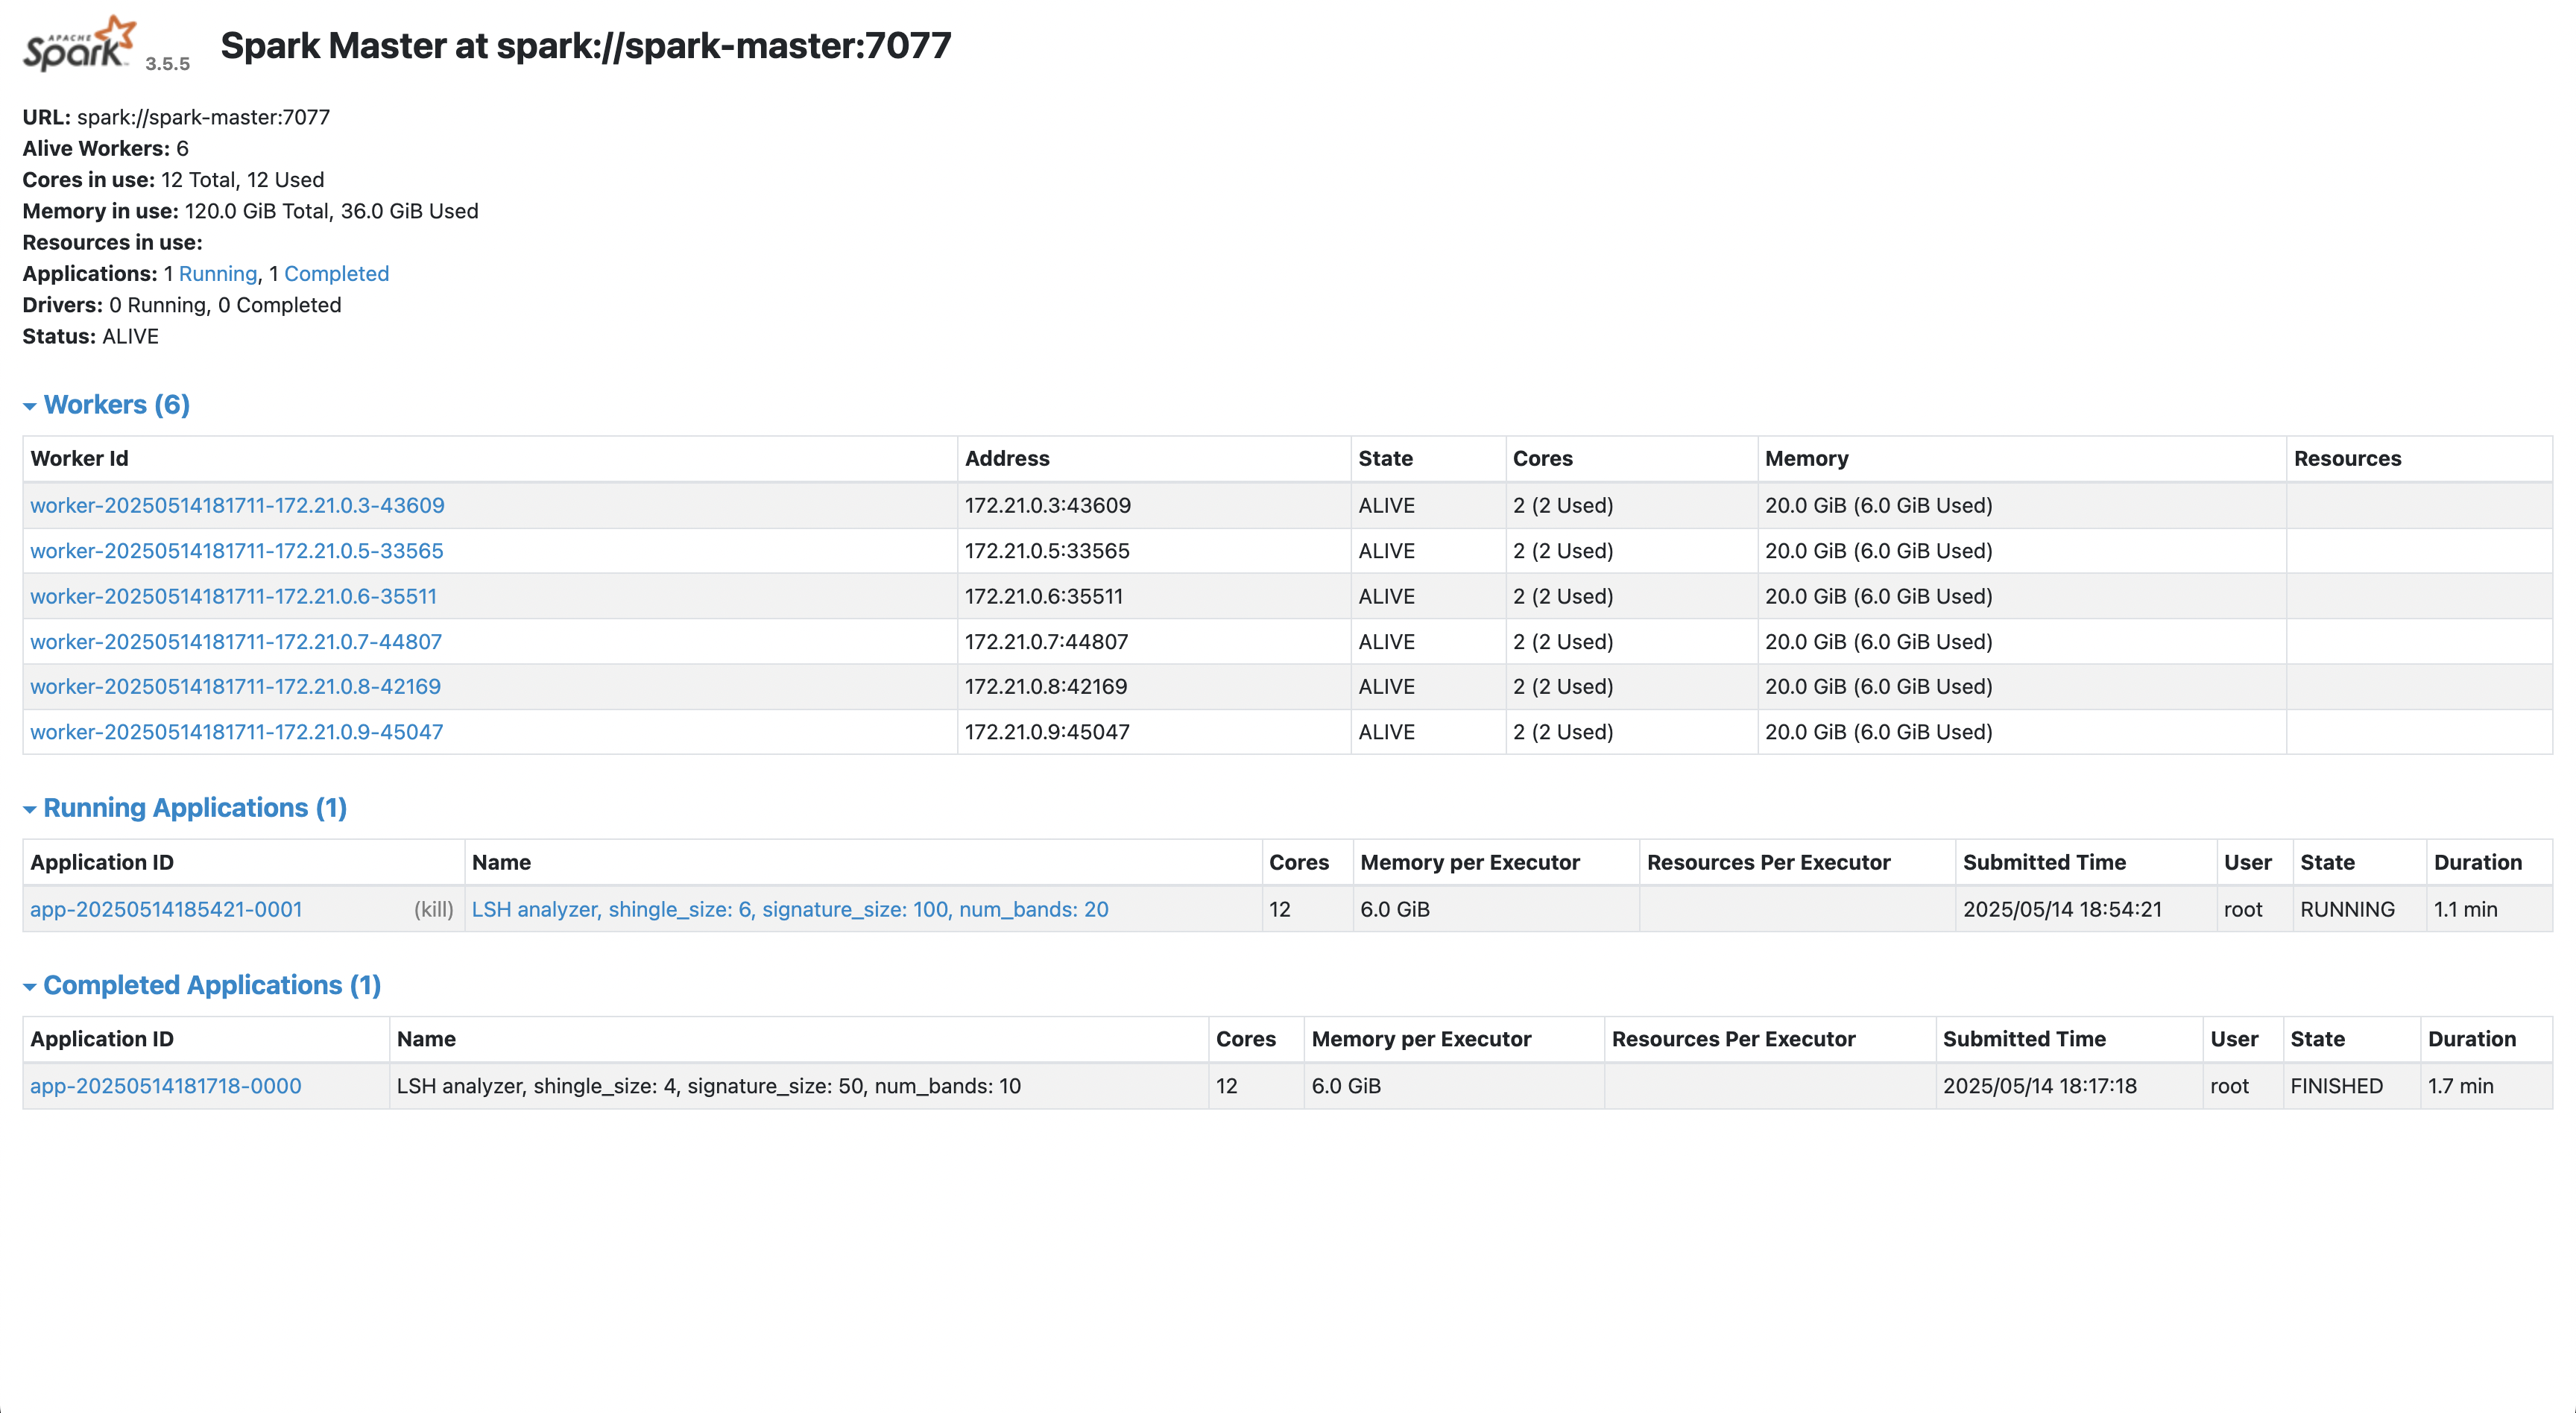 APACHE
Spark 3.5.5 Spark Master at spark://spark-master:7077
URL: spark://spark-master:7077
Alive Workers: 6
Cores in use: 12 Total, 12 Used
Memory in use: 120.0 GiB Total, 36.0 GiB Used
Resources in use:
Applications: 1 Running, 1 Completed
Drivers: 0 Running, 0 Completed
Status: ALIVE
Workers (6)
Worker Id Address State Cores Memory Resources
worker-20250514181711-172.21.0.3-43609 172.21.0.3:43609 ALIVE 2 (2 Used) 20.0 GiB (6.0 GiB Used)
worker-20250514181711-172.21.0.5-33565 172.21.0.5:33565 ALIVE 2 (2 Used) 20.0 GiB (6.0 GiB Used)
worker-20250514181711-172.21.0.6-35511 172.21.0.6:35511 ALIVE 2 (2 Used) 20.0 GiB (6.0 GiB Used)
worker-20250514181711-172.21.0.7-44807 172.21.0.7:44807 ALIVE 2 (2 Used) 20.0 GiB (6.0 GiB Used)
worker-20250514181711-172.21.0.8-42169 172.21.0.8:42169 ALIVE 2 (2 Used) 20.0 GiB (6.0 GiB Used)
worker-20250514181711-172.21.0.9-45047 172.21.0.9:45047 ALIVE 2 (2 Used) 20.0 GiB (6.0 GiB Used)
Running Applications (1)
Application ID Name Cores Memory per Executor Resources Per Executor Submitted Time User State Duration
app-20250514185421-0001 (kill) LSH analyzer, shingle_size: 6, signature_size: 100, num_bands: 20 12 6.0 GiB 2025/05/14 18:54:21 root RUNNING 1.1 min
Completed Applications (1)
Application ID Name Cores Memory per Executor Resources Per Executor Submitted Time User State Duration
app-20250514181718-0000 LSH analyzer, shingle_size: 4, signature_size: 50, num_bands: 10 12 6.0 GiB 2025/05/14 18:17:18 root FINISHED 1.7 min